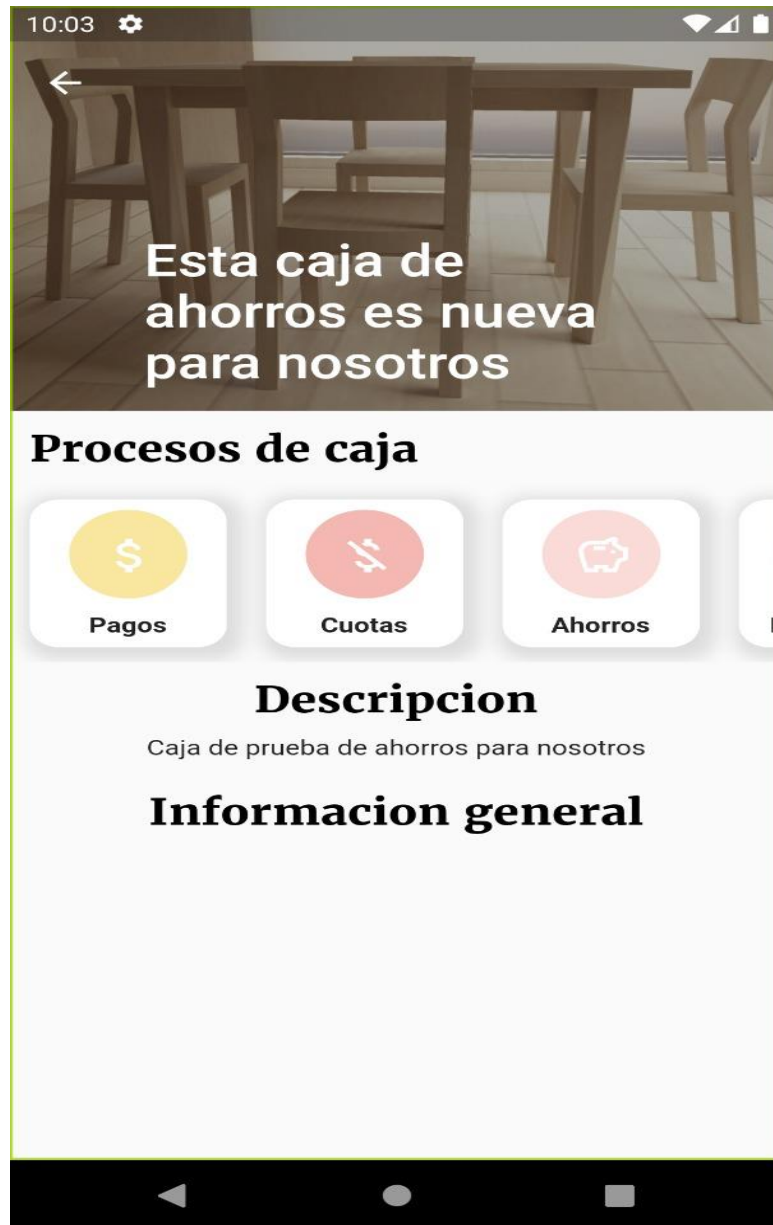 10:03
Esta caja de
ahorros es nueva
para nosotros
Procesos de caja
Pagos
Cuotas
Ahorros
Descripcion
Caja de prueba de ahorros para nosotros
Informacion general